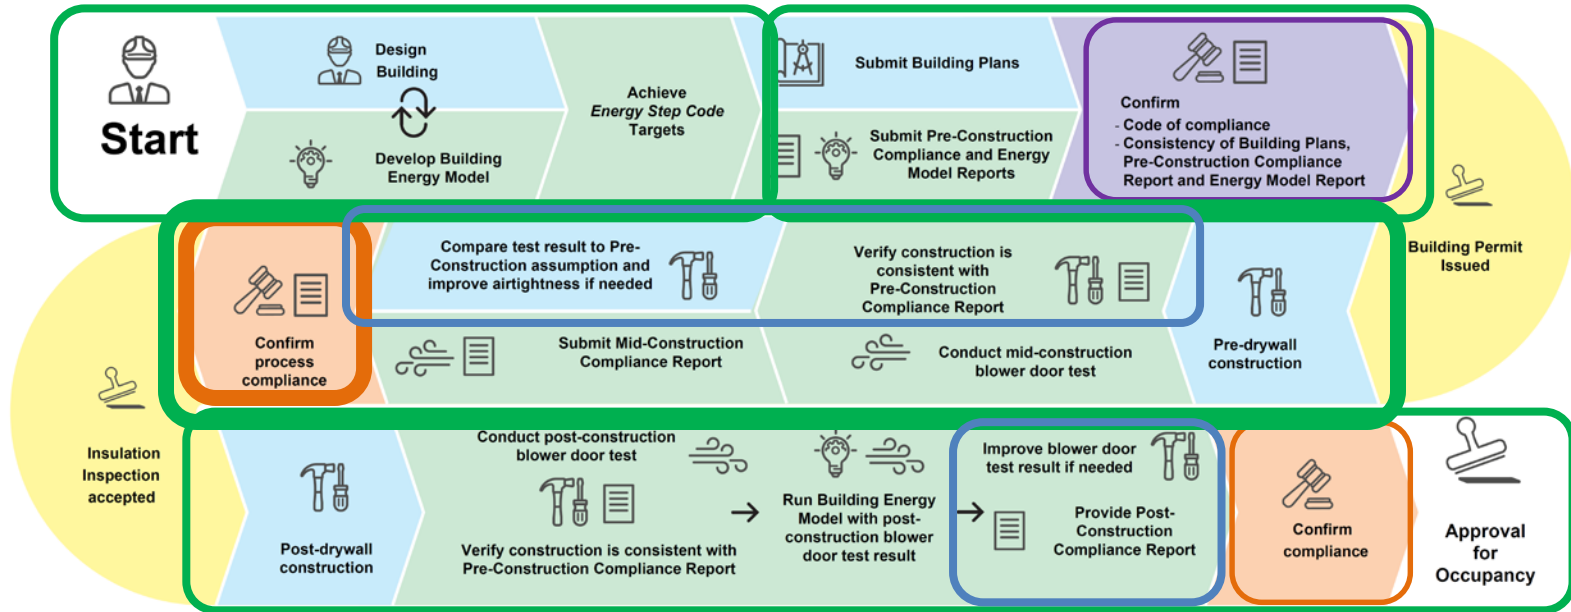 Start
Design
Building
Develop Building
Energy Model
Achieve
Energy Step Code
Targets
Submit Building Plans
Submit Pre-Construction
Compliance and Energy
Model Reports
Confirm
- Code of compliance
- Consistency of Building Plans,
Pre-Construction Compliance
Report and Energy Model Report
Building Permit
Issued
Pre-drywall
construction
Verify construction is
consistent with
Pre-Construction
Compliance Report
Conduct mid-construction
blower door test
Compare test result to Pre-
Construction assumption and
improve airtightness if needed
Submit Mid-Construction
Compliance Report
Confirm
process
compliance
Insulation
Inspection
accepted
Post-drywall
construction
Conduct post-construction
blower door test
Verify construction is consistent with
Pre-Construction Compliance Report
Run Building Energy
Model with post-
construction blower
door test result
Improve blower door
test result if needed
Provide Post-
Construction
Compliance Report
Confirm
compliance
Approval
for
Occupancy